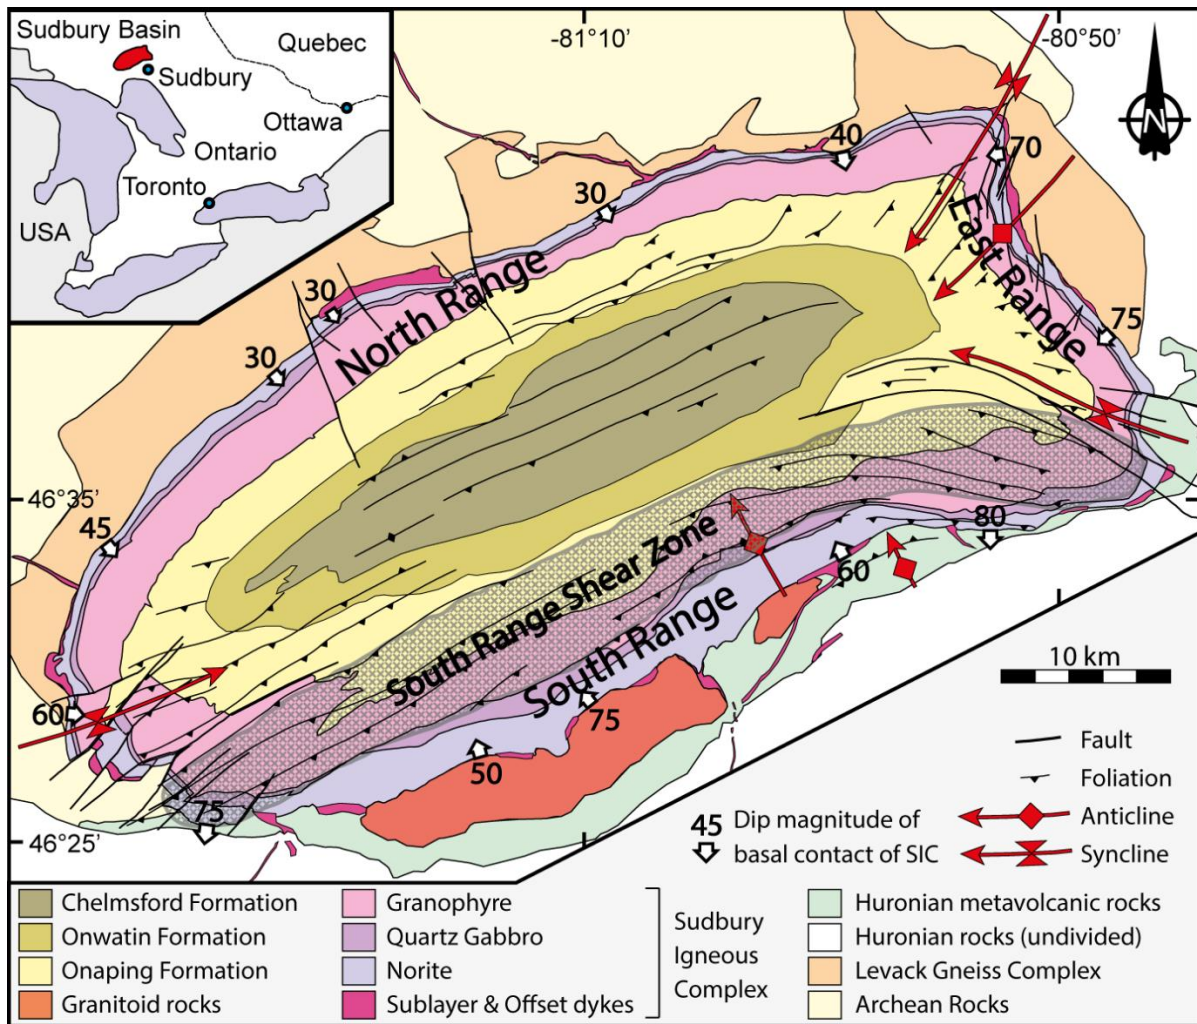 Sudbury Basin
Quebec
Sudbury
Ottawa
Ontario
Toronto
USA
-81°10'
-80°50'
N
40
70
30
East Range
North Range
30
75
30
46°35'
45
80
South Range Shear Zone
60
South Range
10 km
60
75
50
Fault
Foliation
75
46°25'
45 Dip magnitude of
basal contact of SIC
Anticline
Syncline
Chelmsford Formation
Onwatin Formation
Onaping Formation
Granitoid rocks
Granophyre
Quartz Gabbro
Norite
Sublayer & Offset dykes
Sudbury
Igneous
Complex
Huronian metavolcanic rocks
Huronian rocks (undivided)
Levack Gneiss Complex
Archean Rocks